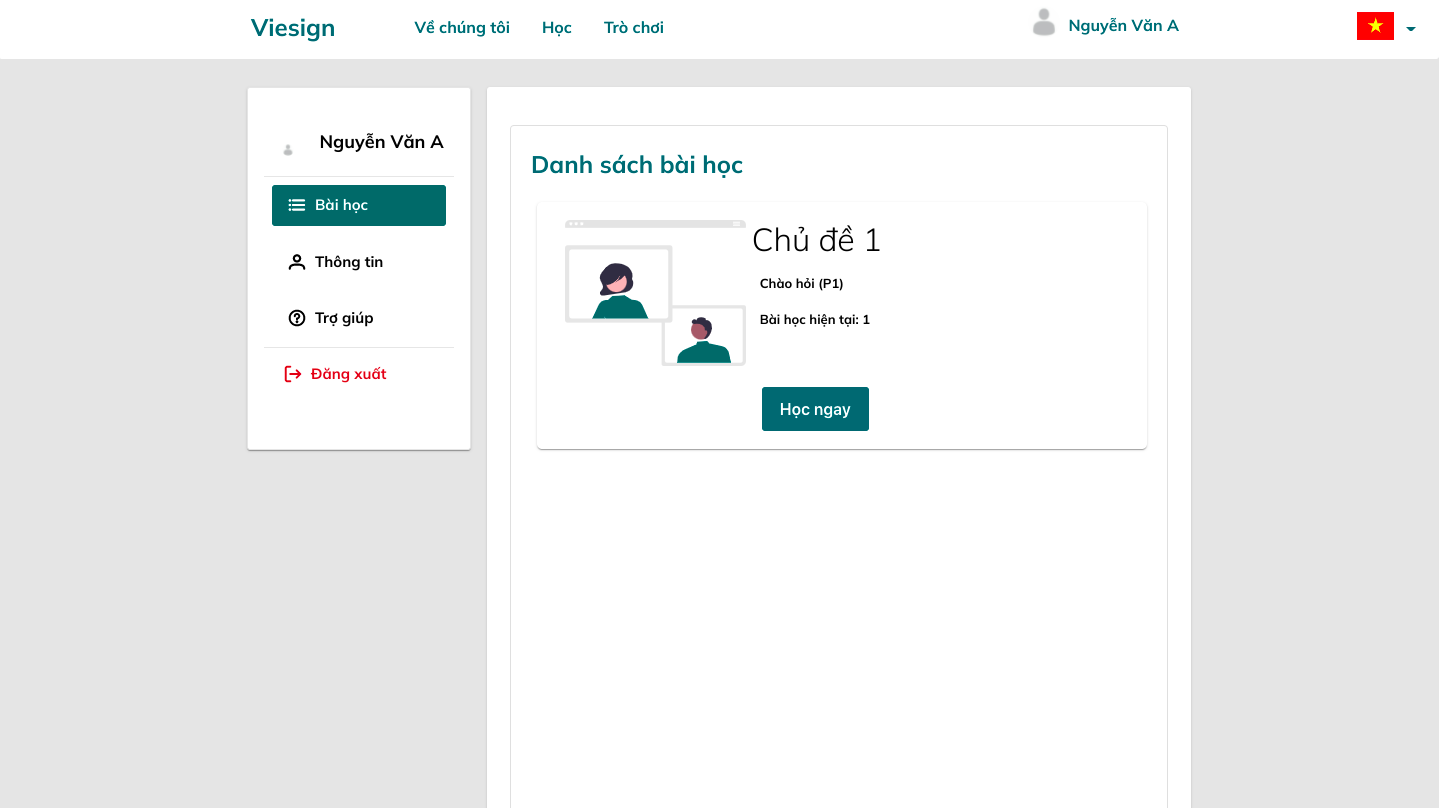 Viesign
Về chúng tôi
Học
Trò chơi
Nguyễn Văn A
Nguyễn Văn A
Bài học
Thông tin
Trợ giúp
Đăng xuất
Danh sách bài học
Chủ đề 1
Chào hỏi (P1)
Bài học hiện tại: 1
Học ngay